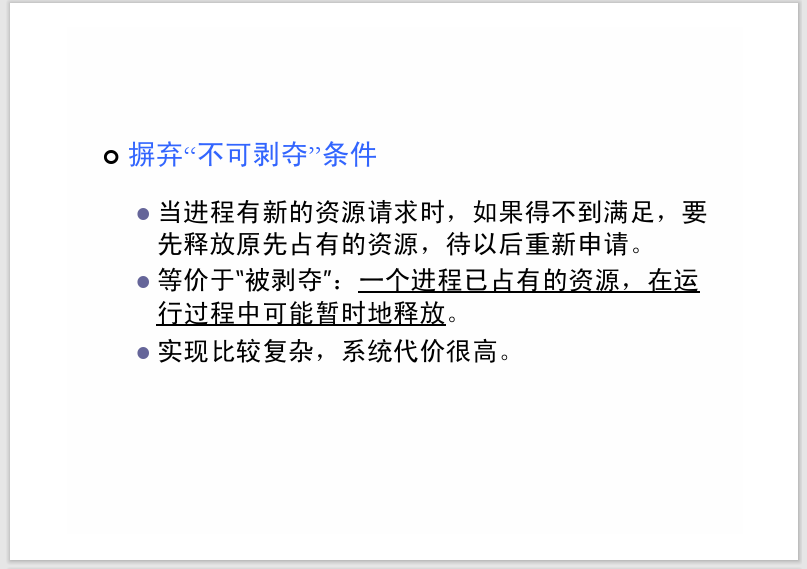 摒弃“不可剥夺”条件
当进程有新的资源请求时，如果得不到满足，要
先释放原先占有的资源，待以后重新申请。
等价于“被剥夺”：一个进程已占有的资源，在运
行过程中可能暂时地释放。
实现比较复杂，系统代价很高。